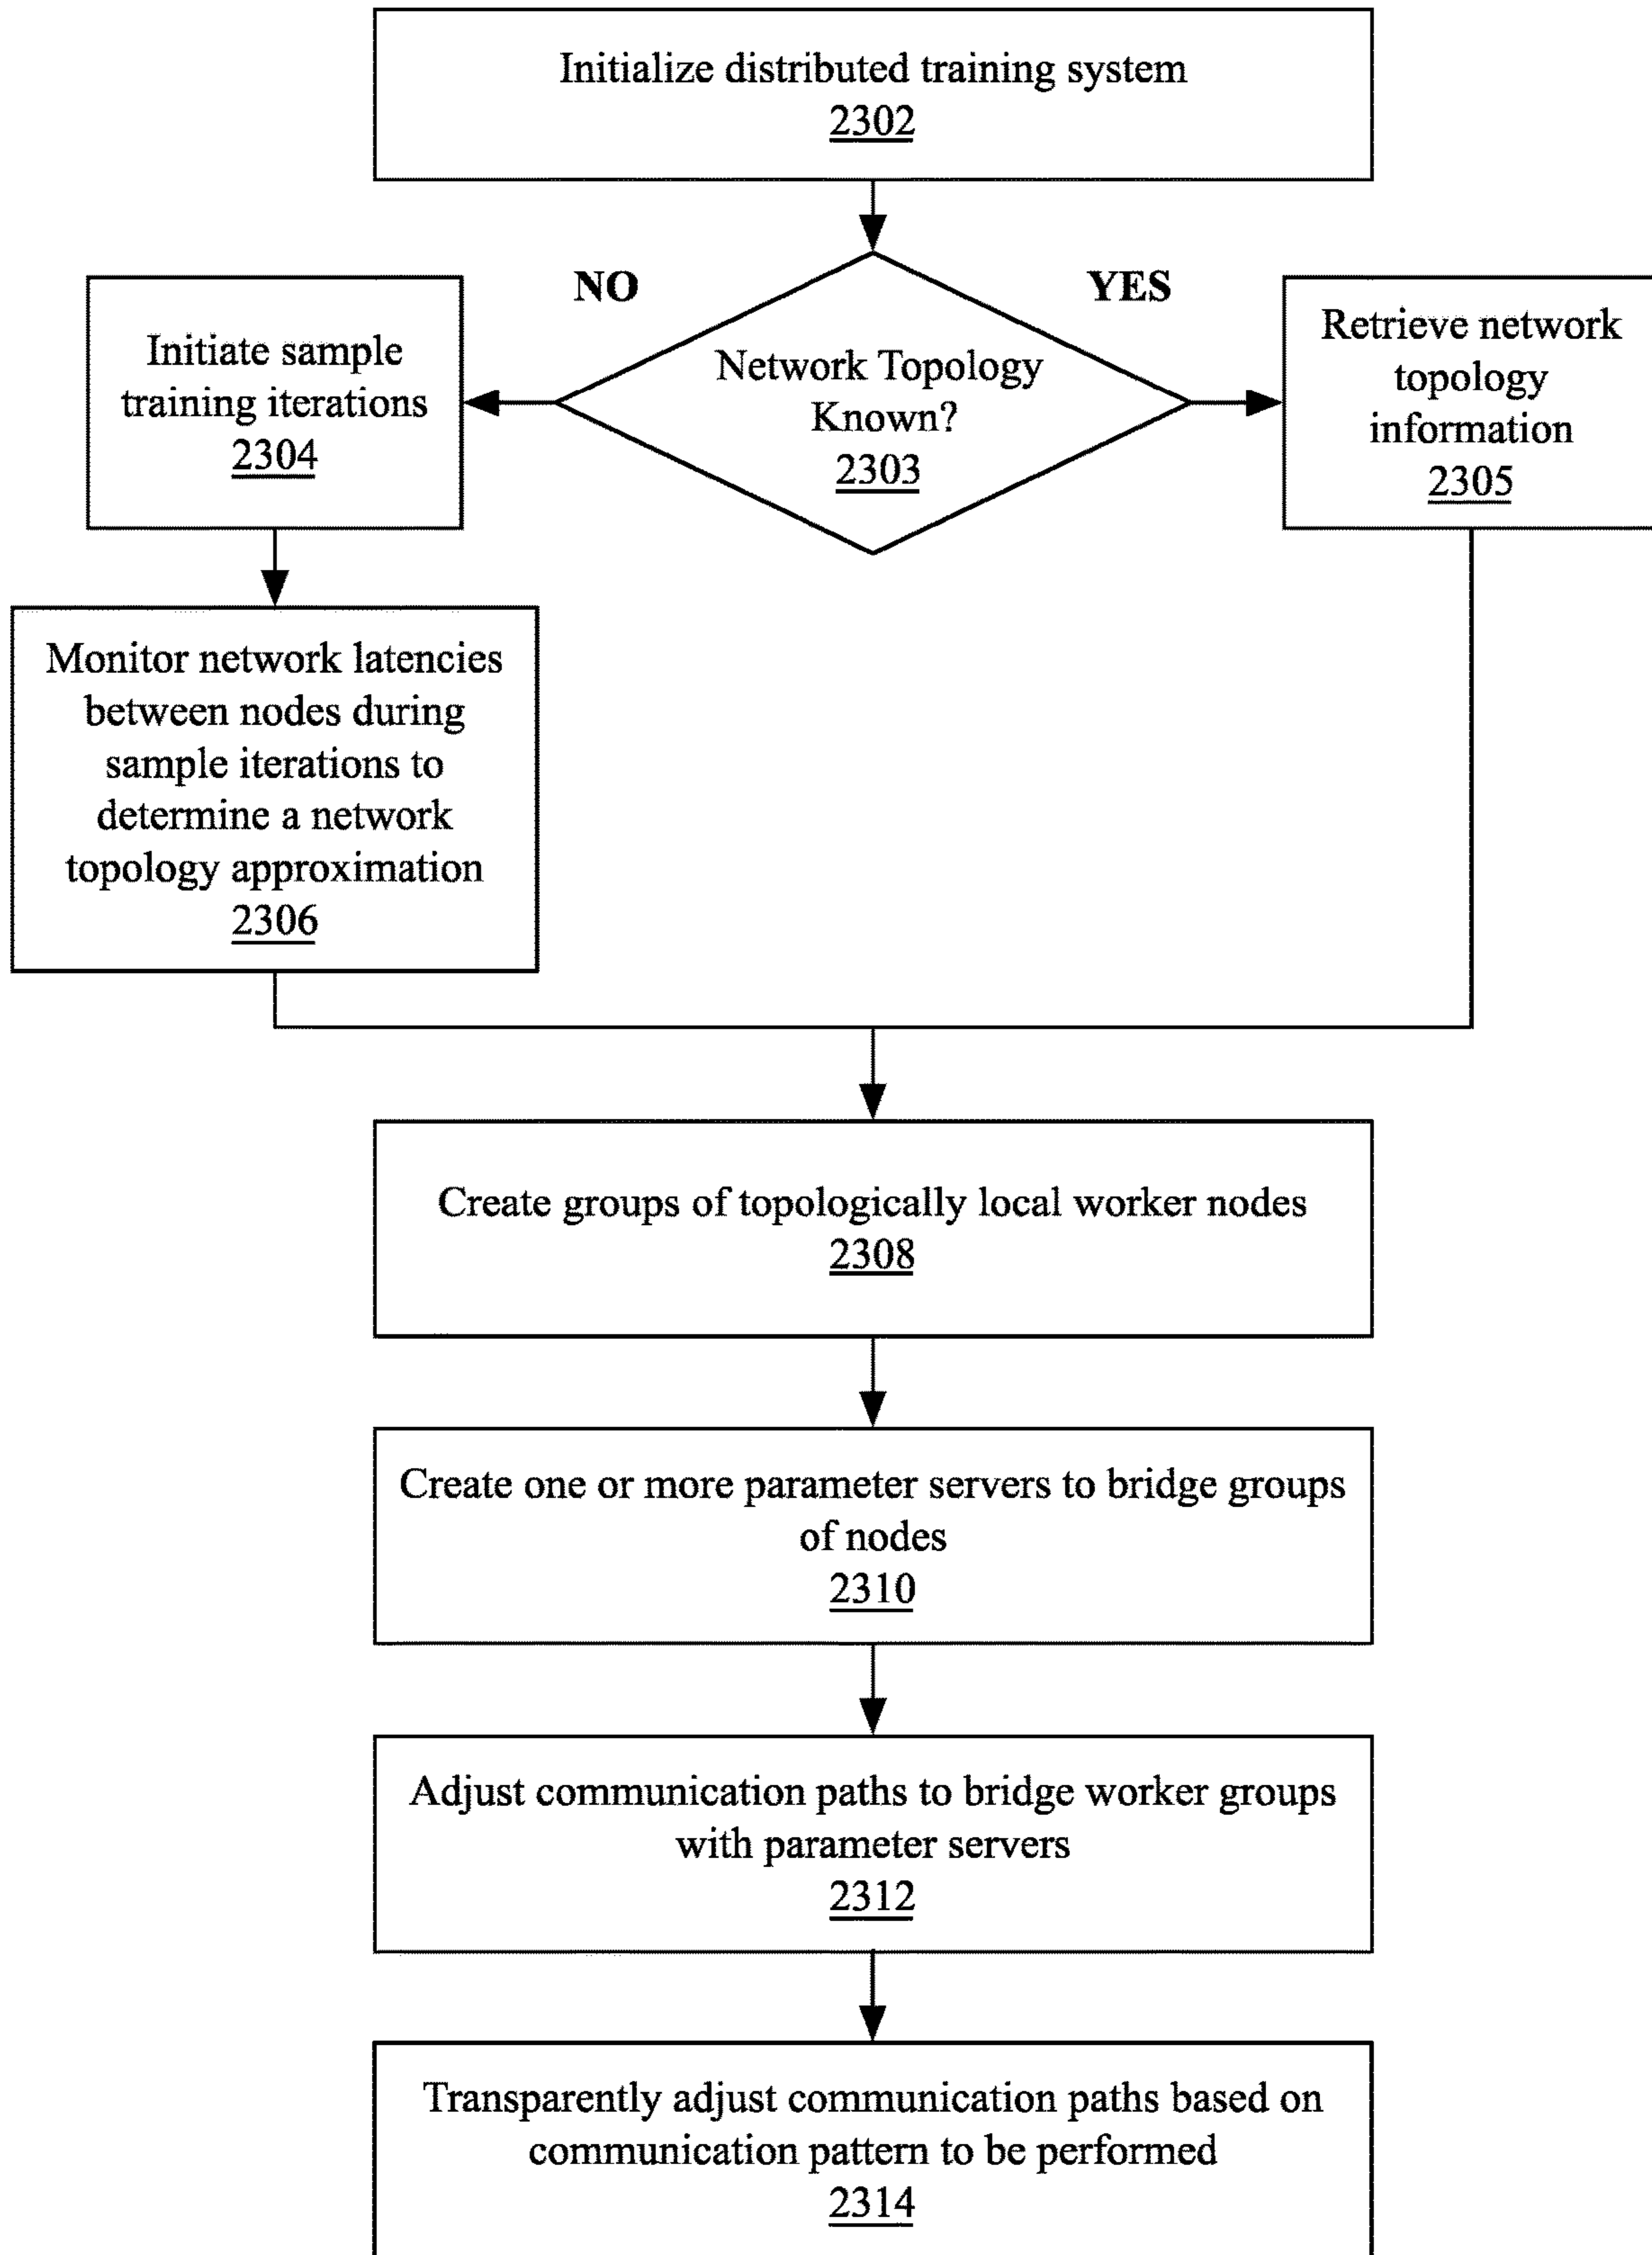 Initialize distributed training system
2302
NO
YES
Network Topology
Known?
2303
Initiate sample
training iterations
2304
Retrieve network
topology
information
2305
Monitor network latencies
between nodes during
sample iterations to
determine a network
topology approximation
2306
Create groups of topologically local worker nodes
2308
Create one or more parameter servers to bridge groups
of nodes
2310
Adjust communication paths to bridge worker groups
with parameter servers
2312
Transparently adjust communication paths based on
communication pattern to be performed
2314